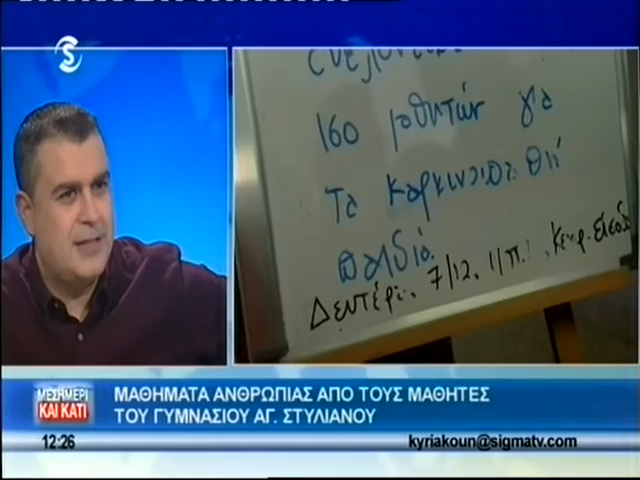 S
160 μαθητών για
Τα καρκινοπαθή
παιδιά.
7/12, 11π.
ΜΕΣΗΜΕΡΙ
ΚΑΙ ΚΑΤΙ
ΜΑΘΗΜΑΤΑ ΑΝΘΡΩΠΙΑΣ ΑΠΟ ΤΟΥΣ ΜΑΘΗΤΕΣ
ΤΟΥ ΓΥΜΝΑΣΙΟΥ ΑΓ. ΣΤΥΛΙΑΝΟΥ
12:26
kyriakoun@sigmatv.com